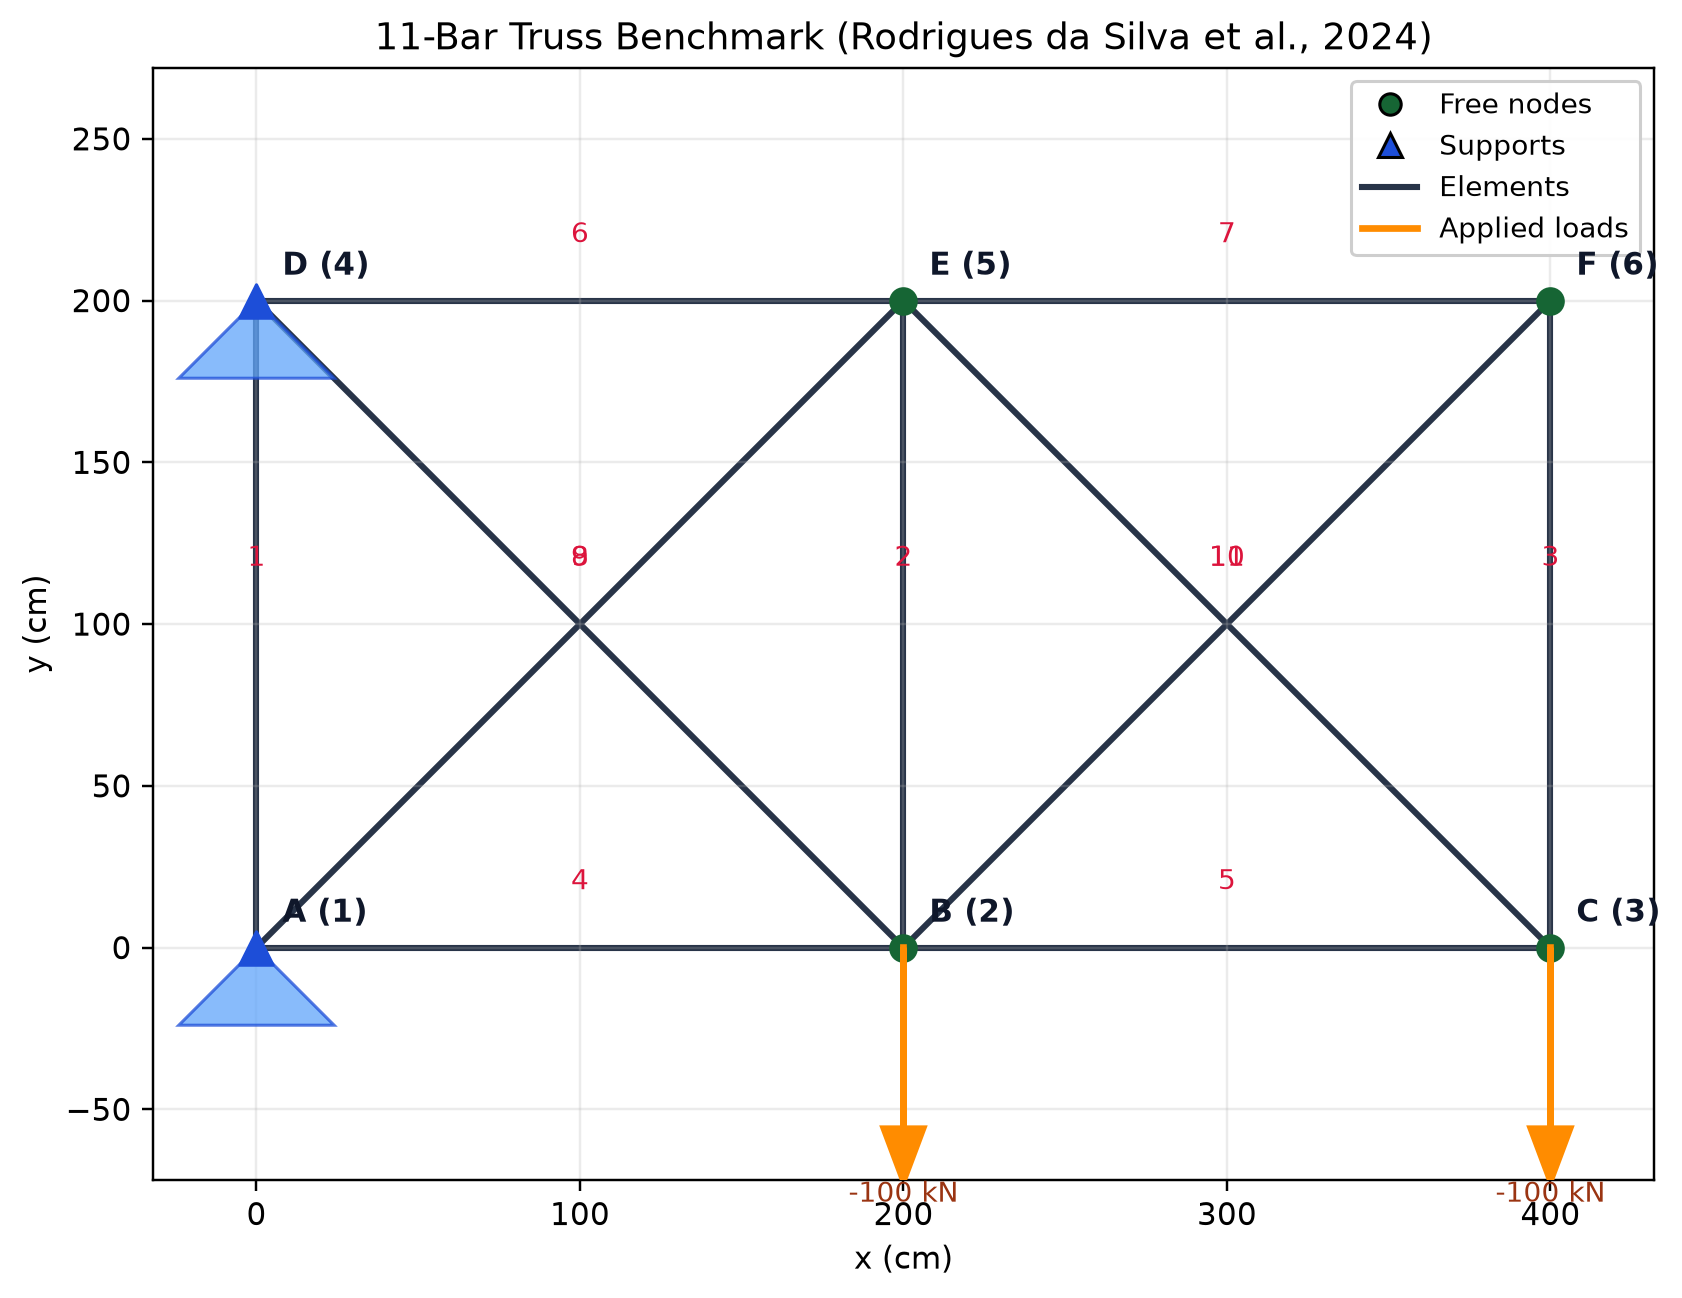 11-Bar Truss Benchmark (Rodrigues da Silva et al., 2024)
Free nodes
Supports
Elements
Applied loads
250
6
7
D (4)
E (5)
F (6)
200
150
1
2
3
y (cm)
100
50
4
5
A (1)
B (2)
C (3)
0
−50
-100 kN
-100 kN
0
100
200
300
400
x (cm)